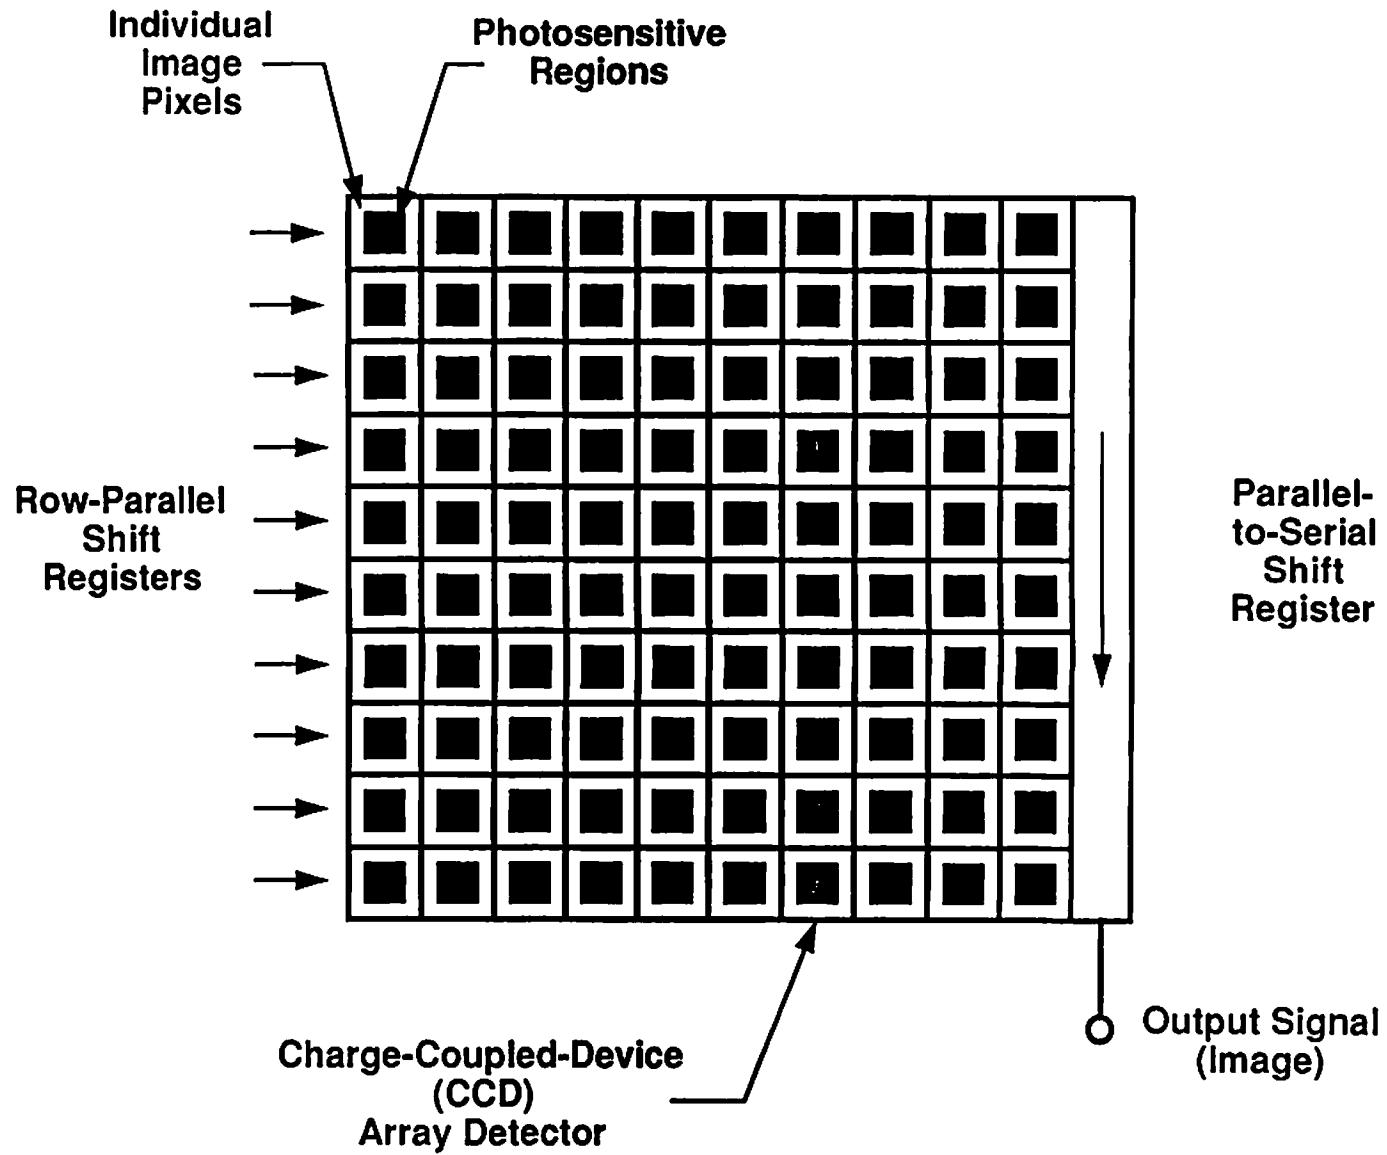 Individual
Image
Pixels
Photosensitive
Regions
Row-Parallel
Shift
Registers
Parallel-
to-Serial
Shift
Register
Charge-Coupled-Device
(CCD)
Array Detector
Output Signal
(Image)